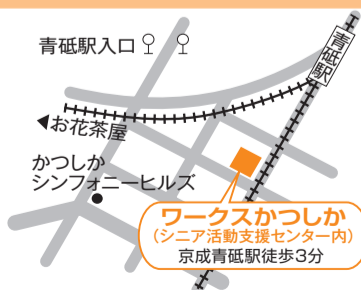 青砥駅入口
青砥駅
◀お花茶屋
かつしか
シンフォニーヒルズ
ワークスかつしか
(シニア活動支援センター内)
京成青砥駅徒歩3分